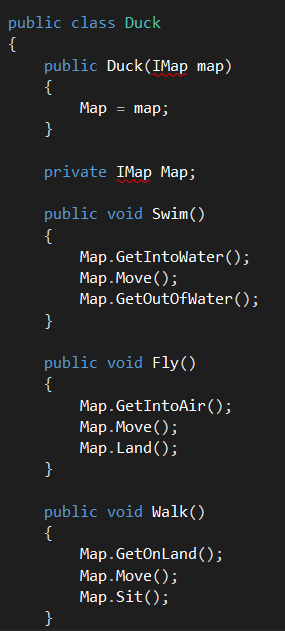 public class Duck
{
    public Duck(IMap map)
    {
        Map = map;
    }

    private IMap Map;

    public void Swim()
    {
        Map.GetIntoWater();
        Map.Move();
        Map.GetOutOfWater();
    }

    public void Fly()
    {
        Map.GetIntoAir();
        Map.Move();
        Map.Land();
    }

    public void Walk()
    {
        Map.GetOnLand();
        Map.Move();
        Map.Sit();
    }